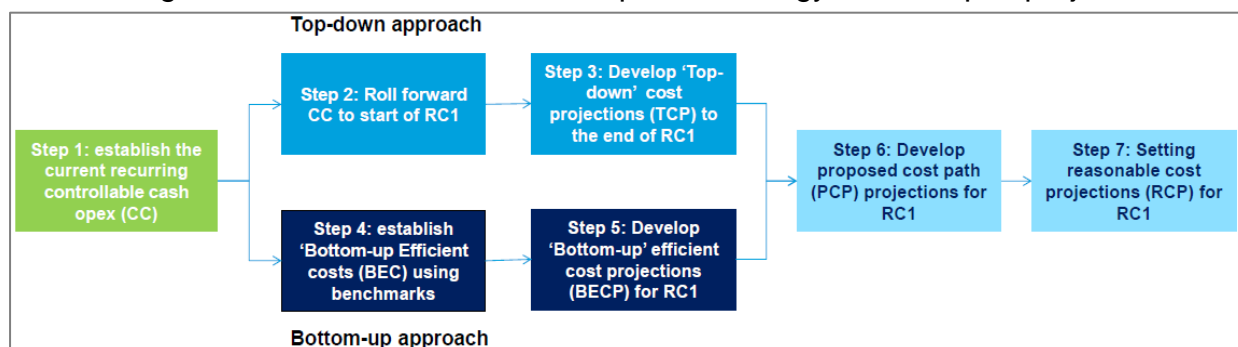 Top-down approach
Step 1: establish the
current recurring
controllable cash
opex (CC)
Step 2: Roll forward
CC to start of RC1
Step 3: Develop ‘Top-
down’ cost
projections (TCP) to
the end of RC1
Step 4: establish
‘Bottom-up Efficient
costs (BEC) using
benchmarks
Step 5: Develop
‘Bottom-up’ efficient
cost projections
(BECP) for RC1
Step 6: Develop
proposed cost path
(PCP) projections for
RC1
Step 7: Setting
reasonable cost
projections (RCP) for
RC1
Bottom-up approach